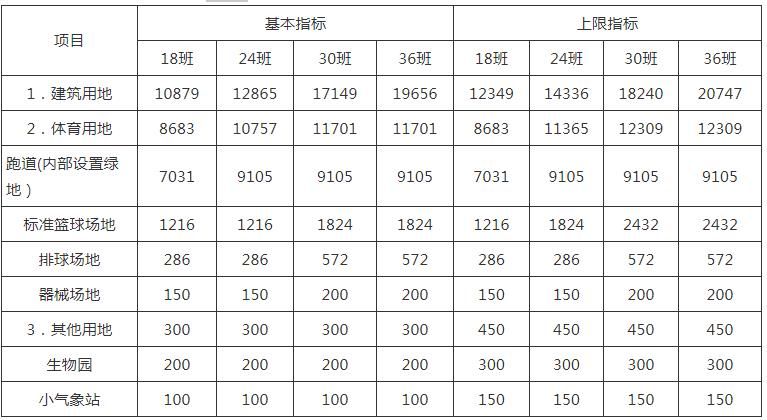 项目 基本指标 上限指标
18班 24班 30班 36班 18班 24班 30班 36班
1．建筑用地 10879 12865 17149 19656 12349 14336 18240 20747
2．体育用地 8683 10757 11701 11701 8683 11365 12309 12309
跑道(内部设置绿
地） 7031 9105 9105 9105 7031 9105 9105 9105
标准篮球场地 1216 1216 1824 1824 1216 1824 2432 2432
排球场地 286 286 572 572 286 286 572 572
器械场地 150 150 200 200 150 150 200 200
3．其他用地 300 300 300 300 450 450 450 450
生物园 200 200 200 200 300 300 300 300
小气象站 100 100 100 100 150 150 150 150